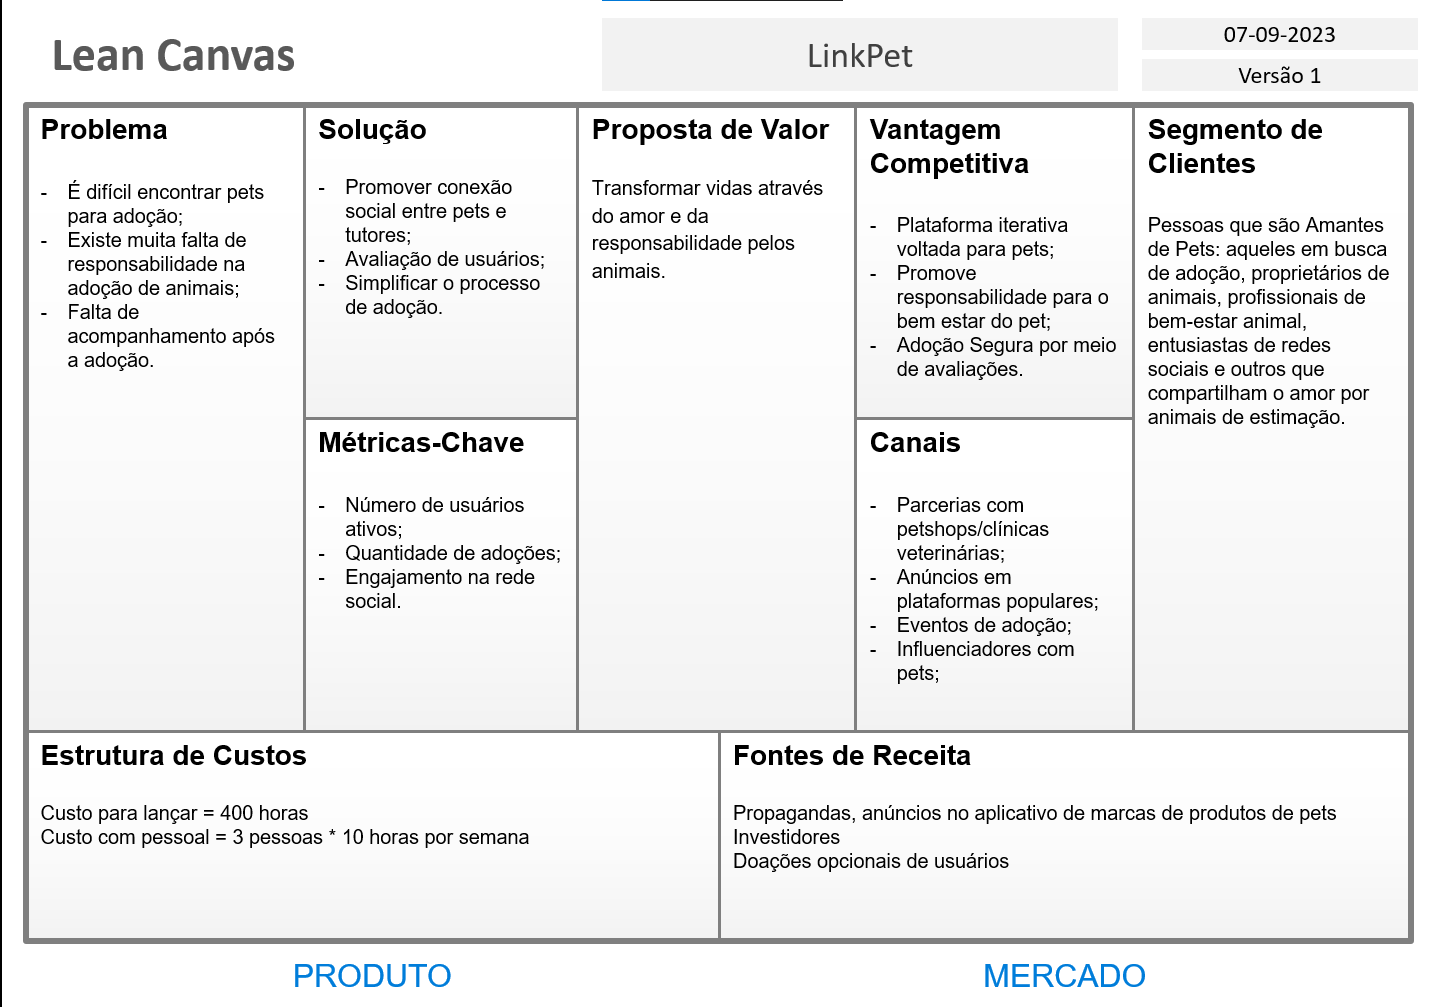 Lean Canvas
LinkPet
07-09-2023
Versão 1
Problema
- É difícil encontrar pets
para adoção;
- Existe muita falta de
responsabilidade na
adoção de animais;
- Falta de
acompanhamento após
a adoção.
Solução
- Promover conexão
social entre pets e
tutores;
- Avaliação de usuários;
- Simplificar o processo
de adoção.
Métricas-Chave
- Número de usuários
ativos;
- Quantidade de adoções;
- Engajamento na rede
social.
Proposta de Valor
Transformar vidas através
do amor e da
responsabilidade pelos
animais.
Vantagem
Competitiva
- Plataforma iterativa
voltada para pets;
- Promove
responsabilidade para o
bem estar do pet;
- Adoção Segura por meio
de avaliações.
Canais
- Parcerias com
petshops/clínicas
veterinárias;
- Anúncios em
plataformas populares;
- Eventos de adoção;
- Influenciadores com
pets;
Segmento de
Clientes
Pessoas que são Amantes
de Pets: aqueles em busca
de adoção, proprietários de
animais, profissionais de
bem-estar animal,
entusiastas de redes
sociais e outros que
compartilham o amor por
animais de estimação.
Estrutura de Custos
Custo para lançar = 400 horas
Custo com pessoal = 3 pessoas * 10 horas por semana
Fontes de Receita
Propagandas, anúncios no aplicativo de marcas de produtos de pets
Investidores
Doações opcionais de usuários
PRODUTO
MERCADO